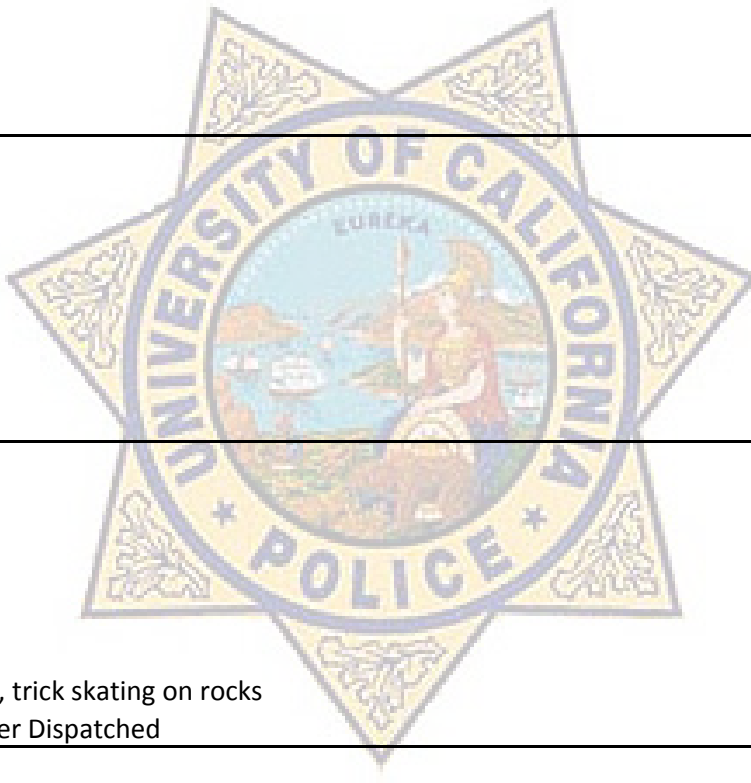 UNIVERSITY OF CALIFORNIA
EUREKA
POLICE
, trick skating on rocks
er Dispatched